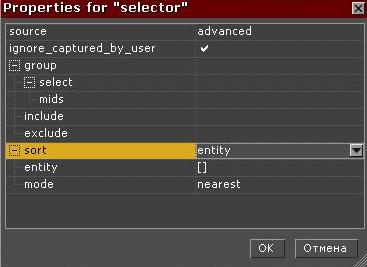 Properties for "selector"
source advanced
ignore_captured_by_user
group
select
mids
include
exclude
sort entity
entity []
mode nearest
OK Отмена